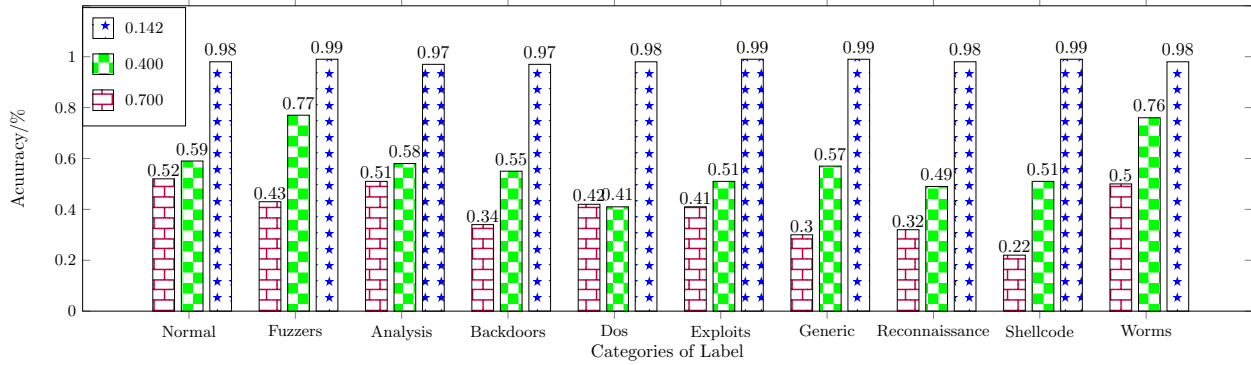 0.142
0.400
0.700
Acuuracy/%
1
0.8
0.6
0.4
0.2
0
0.52 0.59 0.98
0.43 0.77 0.99
0.51 0.58 0.97
0.34 0.55 0.97
0.42 0.41 0.98
0.41 0.51 0.99
0.3 0.57 0.99
0.32 0.49 0.98
0.22 0.51 0.99
0.5 0.76 0.98
Normal Fuzzers Analysis Backdoors Dos Exploits Generic Reconnaissance Shellcode Worms
Categories of Label